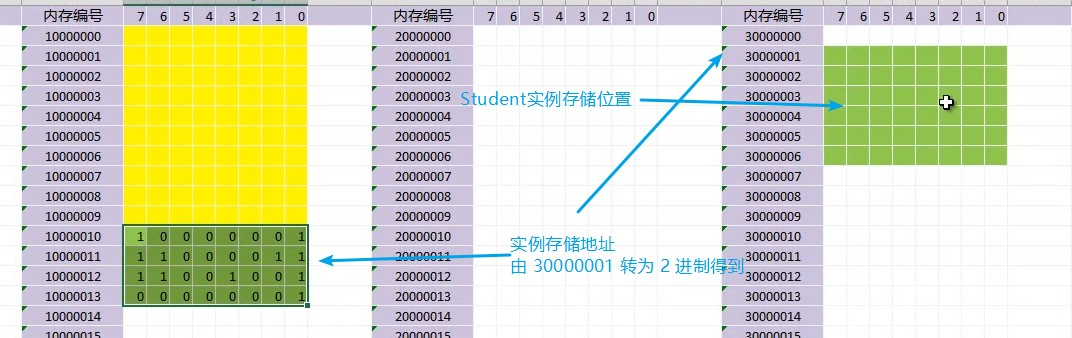 内存编号 7 6 5 4 3 2 1 0 内存编号 7 6 5 4 3 2 1 0 内存编号 7 6 5 4 3 2 1 0
10000000 20000000 30000000
10000001 20000001 30000001
10000002 20000002 30000002
10000003 20000003 Student实例存储位置 30000003
10000004 20000004 30000004
10000005 20000005 30000005
10000006 20000006 30000006
10000007 20000007 30000007
10000008 20000008 30000008
10000009 20000009 30000009
10000010 1 0 0 0 0 0 0 1 20000010 实例存储地址 30000010
10000011 1 1 0 0 0 0 1 1 20000011 由 30000001 转为 2 进制得到 30000011
10000012 1 1 0 0 1 0 0 1 20000012 30000012
10000013 0 0 0 0 0 0 0 1 20000013 30000013
10000014 20000014 30000014
10000015 20000015 30000015